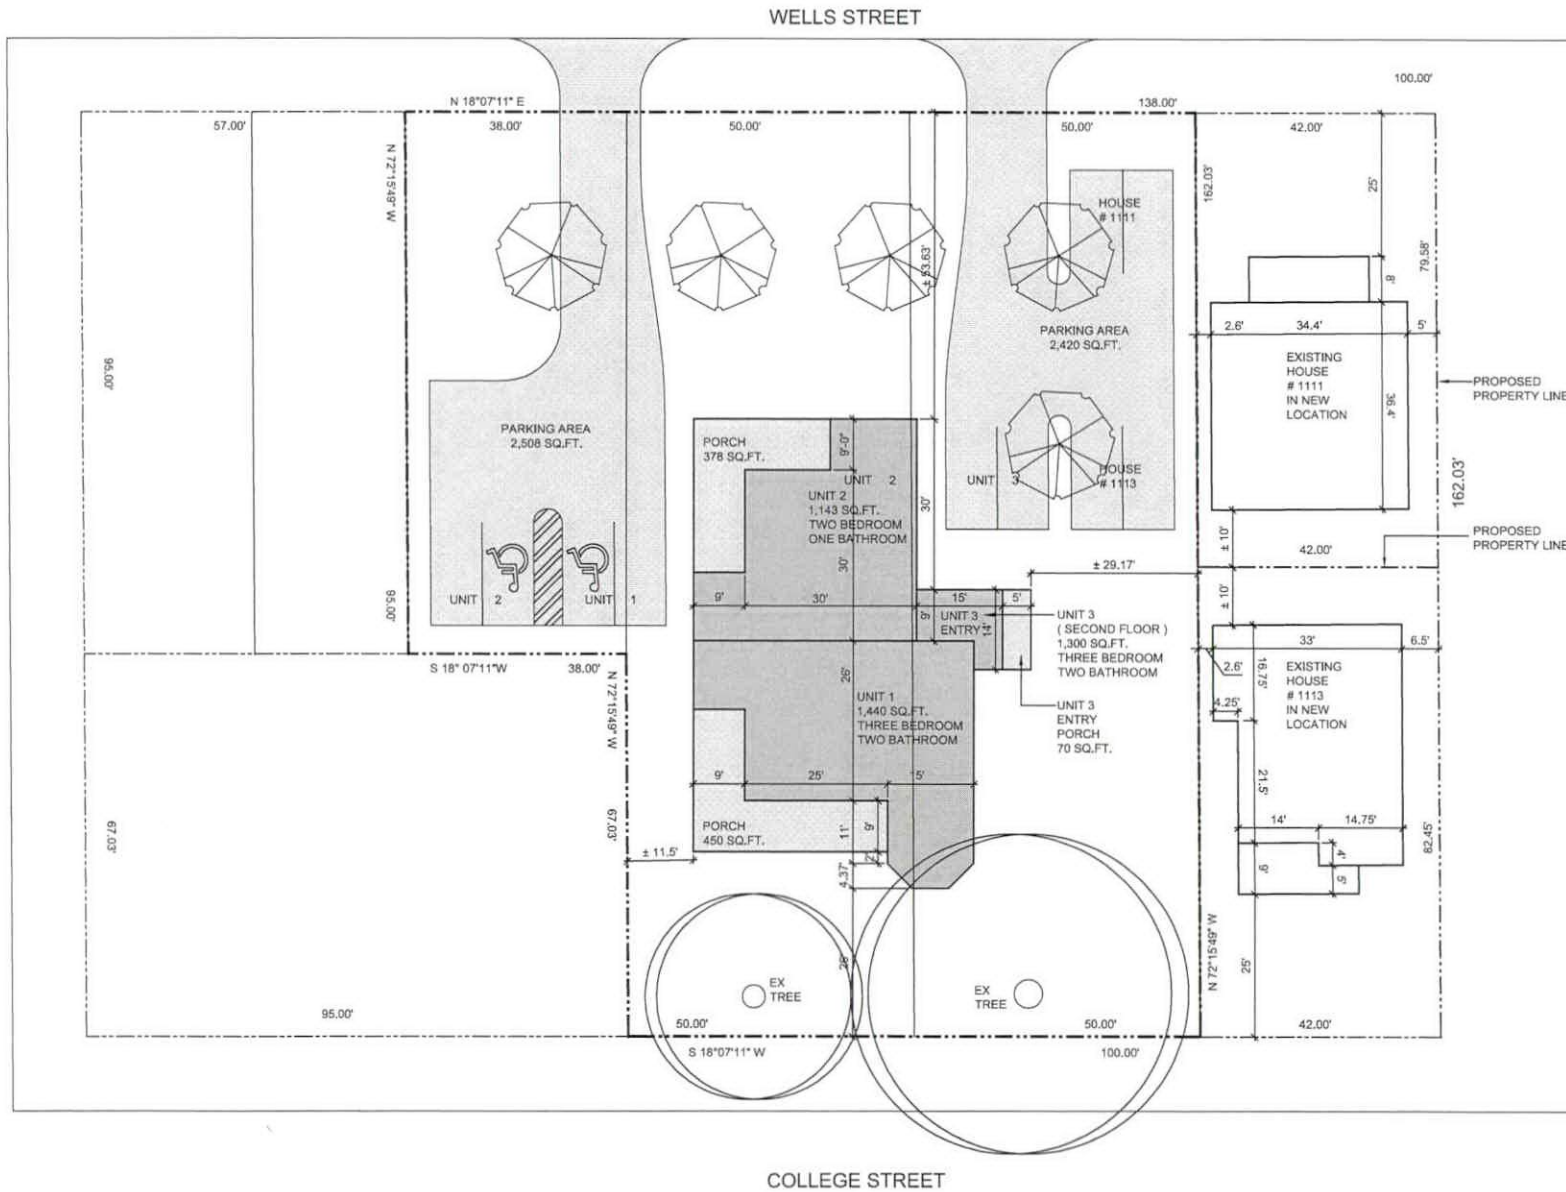 WELLS STREET
100.00'
N 18°07'11" E
138.00'
57.00'
38.00'
50.00'
50.00'
42.00'
N 72°15'49" W
162.03'
25'
HOUSE
# 1111
± 53.63'
79.58'
8'
PARKING AREA
2,420 SQ.FT.
2.6'
34.4'
5'
EXISTING
HOUSE
# 1111
IN NEW
LOCATION
36.4'
PROPOSED
PROPERTY LINE
95.00'
PARKING AREA
2,508 SQ.FT.
PORCH
378 SQ.FT.
9'-0"
UNIT 2
UNIT 2
1,143 SQ.FT.
TWO BEDROOM
ONE BATHROOM
30'
30'
UNIT 3
HOUSE
# 1113
162.03'
± 10'
42.00'
PROPOSED
PROPERTY LINE
± 29.17'
± 10'
95.00'
UNIT 2
UNIT 1
9'
30'
15'
5'
9'
UNIT 3
ENTRY
14'
UNIT 3
( SECOND FLOOR )
1,300 SQ.FT.
THREE BEDROOM
TWO BATHROOM
33'
6.5'
S 18° 07'11"W
38.00'
N 72°15'49" W
26'
UNIT 1
1,440 SQ.FT.
THREE BEDROOM
TWO BATHROOM
UNIT 3
ENTRY
PORCH
70 SQ.FT.
2.6'
16.75'
4.25'
EXISTING
HOUSE
# 1113
IN NEW
LOCATION
9'
25'
15'
21.5'
67.03'
67.03'
PORCH
450 SQ.FT.
11'
9'
2'
4.37'
± 11.5'
14'
14.75'
4'
9'
5'
82.45'
N 72°15'49" W
25'
25'
EX
TREE
EX
TREE
95.00'
50.00'
50.00'
42.00'
S 18°07'11" W
100.00'
COLLEGE STREET